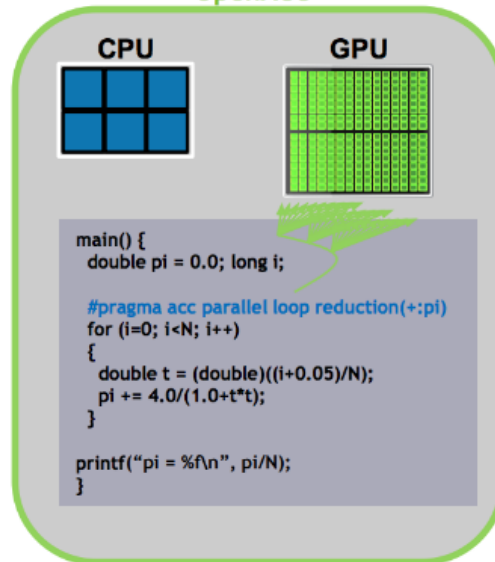 CPU
GPU
main() {
double pi = 0.0; long i;
#pragma acc parallel loop reduction(+:pi)
for (i=0; i<N; i++)
{
double t = (double)((i+0.05)/N);
pi += 4.0/(1.0+t*t);
}
printf(“pi = %f\n”, pi/N);
}